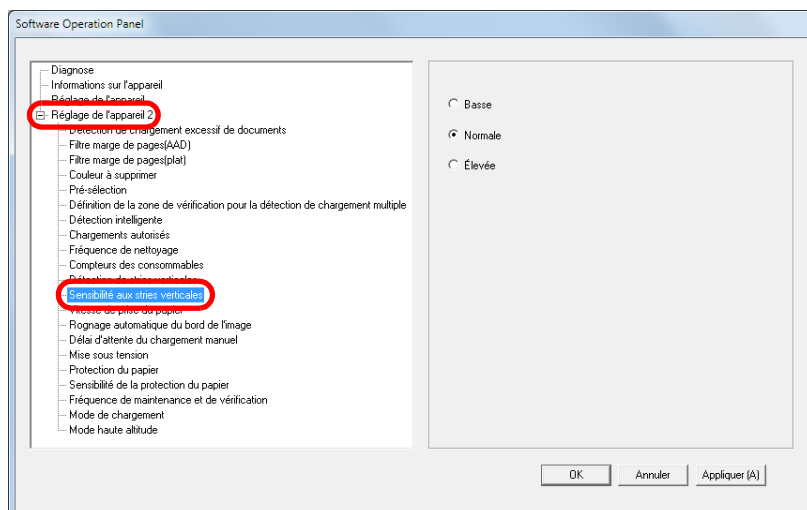 Software Operation Panel
Diagnose
Informations sur l'appareil
Réglage de l'appareil
Réglage de l'appareil 2
Détection de chargement excessif de documents
Filtre marge de pages(AAD)
Filtre marge de pages(plat)
Couleur à supprimer
Pré-sélection
Définition de la zone de vérification pour la détection de chargement multiple
Détection intelligente
Chargements autorisés
Fréquence de nettoyage
Compteurs des consommables
Détection de stries verticales
Sensibilité aux stries verticales
Vitesse de prise du papier
Rognage automatique du bord de l'image
Délai d'attente du chargement manuel
Mise sous tension
Protection du papier
Sensibilité de la protection du papier
Fréquence de maintenance et de vérification
Mode de chargement
Mode haute altitude
Basse
Normale
Élevée
OK
Annuler
Appliquer (A)